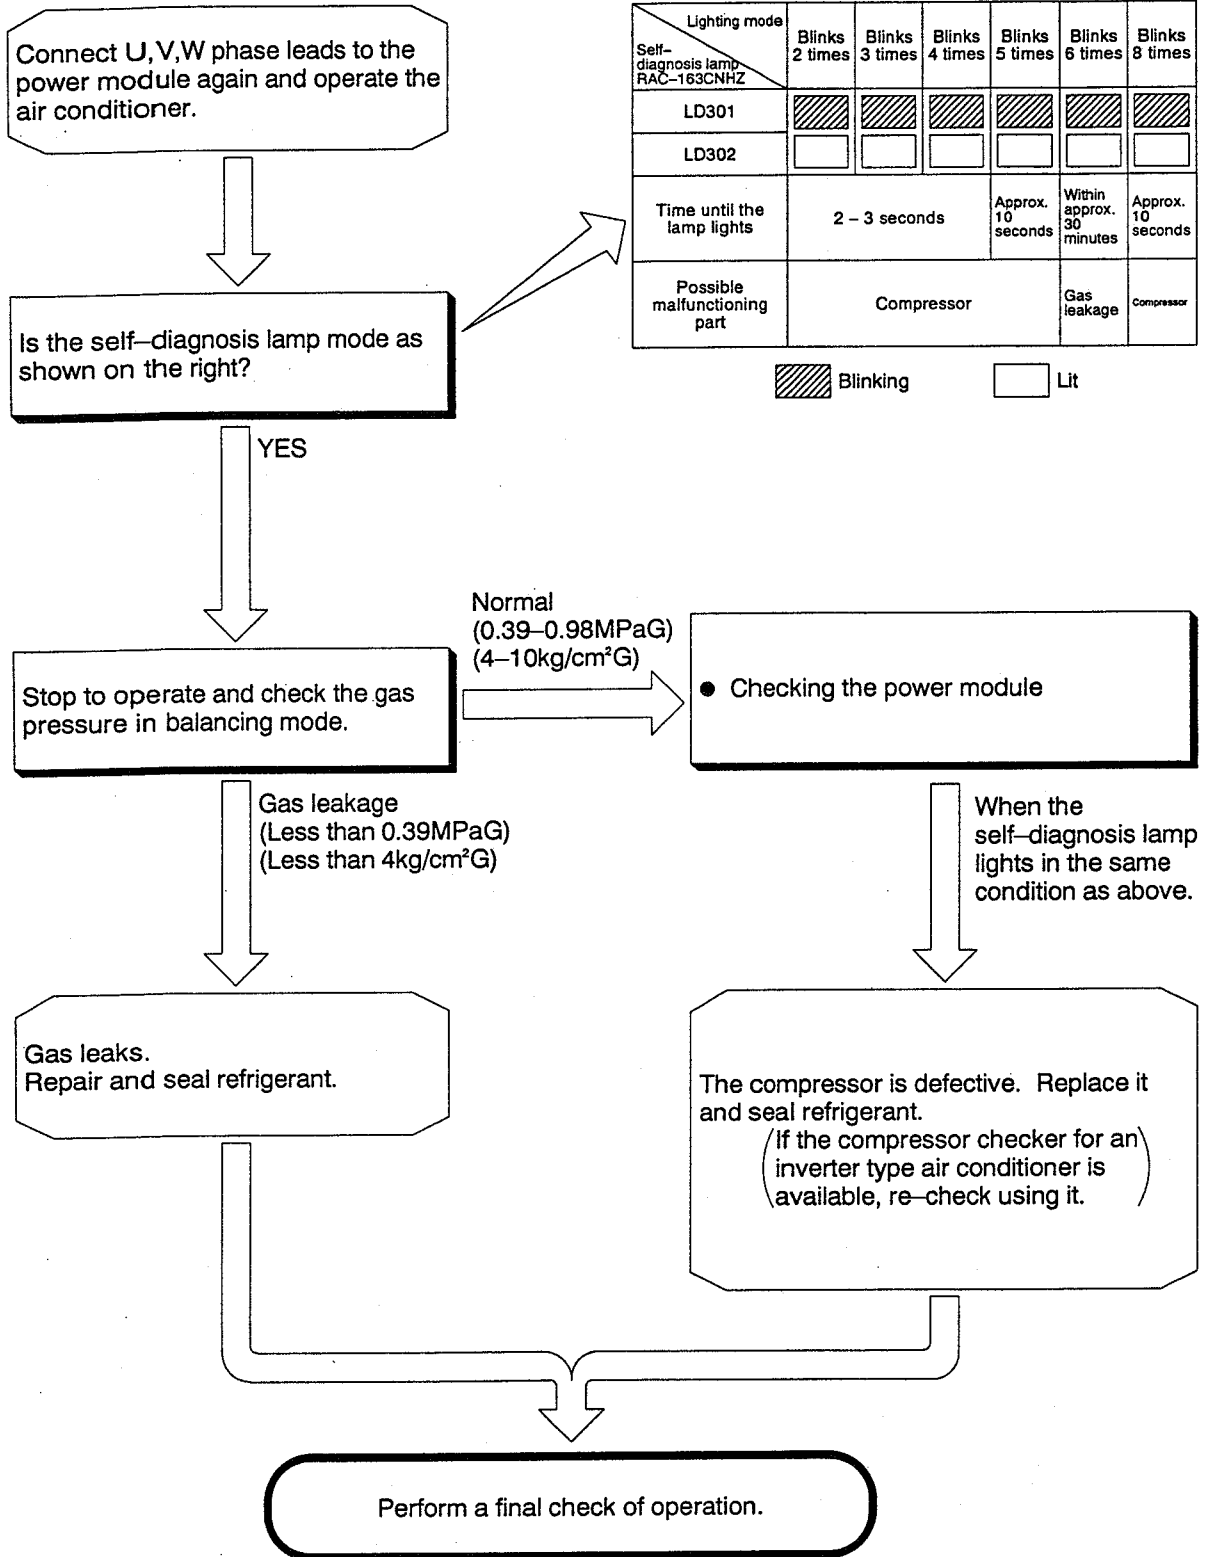 Connect U,V,W phase leads to the
power module again and operate the
air conditioner.
Lighting mode
Self–
diagnosis lamp
RAC–163CNHZ
Blinks
2 times
Blinks
3 times
Blinks
4 times
Blinks
5 times
Blinks
6 times
Blinks
8 times
LD301
LD302
Time until the
lamp lights
2 – 3 seconds
Approx.
10
seconds
Within
approx.
30
minutes
Approx.
10
seconds
Possible
malfunctioning
part
Compressor
Gas
leakage
Compressor
Blinking
Lit
Is the self–diagnosis lamp mode as
shown on the right?
YES
Normal
(0.39–0.98MPaG)
(4–10kg/cm²G)
Stop to operate and check the gas
pressure in balancing mode.
● Checking the power module
Gas leakage
(Less than 0.39MPaG)
(Less than 4kg/cm²G)
When the
self–diagnosis lamp
lights in the same
condition as above.
Gas leaks.
Repair and seal refrigerant.
The compressor is defective. Replace it
and seal refrigerant.
(If the compressor checker for an
inverter type air conditioner is
available, re–check using it.)
Perform a final check of operation.